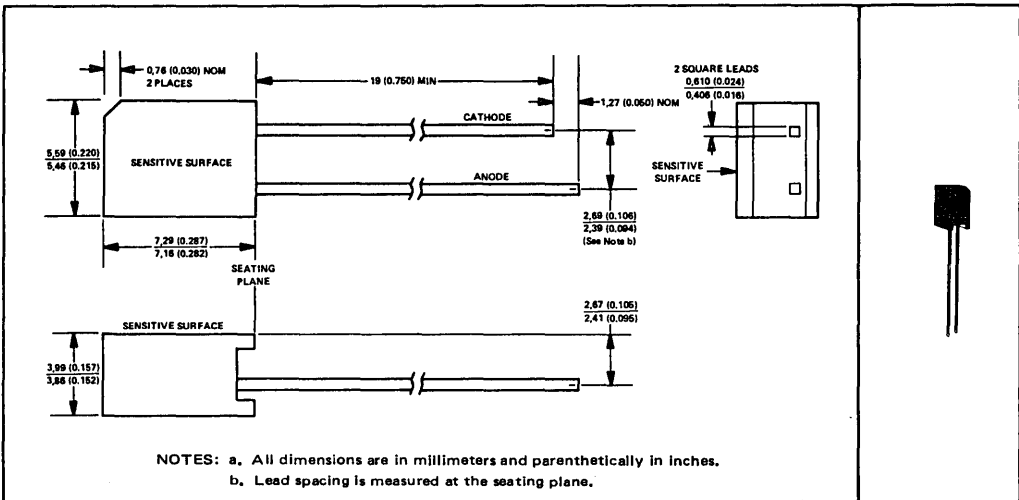 0,76 (0,030) NOM
2 PLACES
19 (0.750) MIN
2 SQUARE LEADS
0.610 (0.024)
0,406 (0,016)
1,27 (0.050) NOM
CATHODE
5,59 (0.220)
5,46 (0.215)
SENSITIVE SURFACE
SENSITIVE
SURFACE
ANODE
2,69 (0.106)
2,39 (0.094)
(See Note b)
7,29 (0.287)
7,16 (0.282)
SEATING
PLANE
SENSITIVE SURFACE
2,67 (0.105)
2,41 (0.095)
3,99 (0.157)
3,86 (0.152)
NOTES: a. All dimensions are in millimeters and parenthetically in inches.
b. Lead spacing is measured at the seating plane.